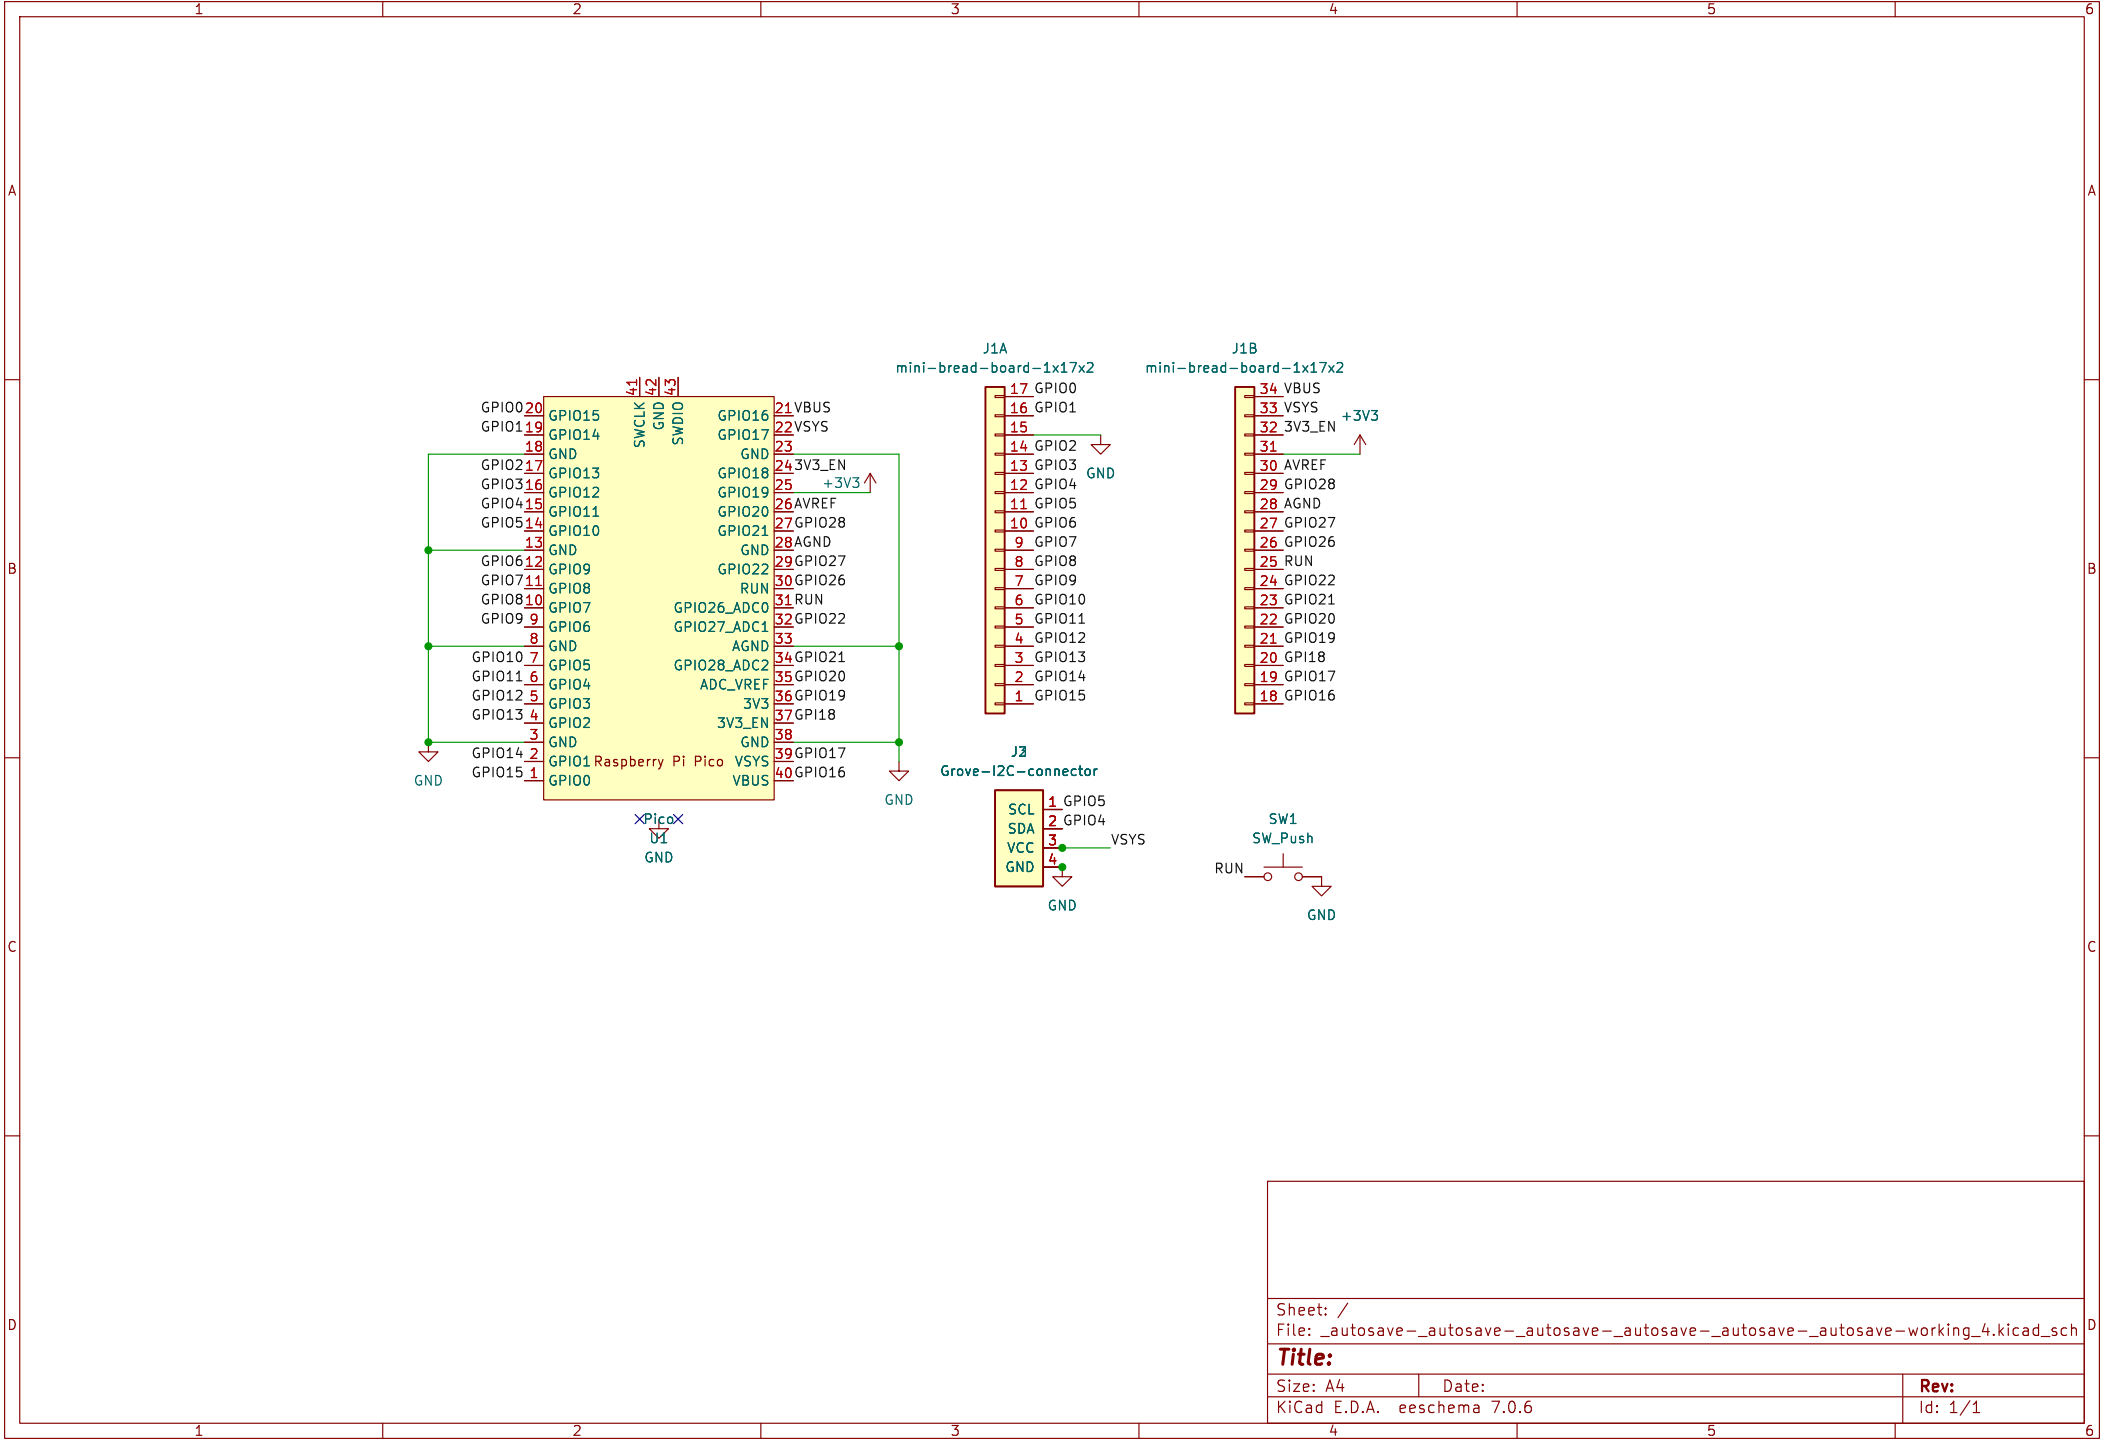 1 2 3 4 5 6
A A
J1A J1B
mini-bread-board-1x17x2 mini-bread-board-1x17x2
41 42 43
SWCLK GND SWDIO
GPIO0 20 GPIO15 GPIO16 21 VBUS
GPIO1 19 GPIO14 GPIO17 22 VSYS
18 GND GND 23
GPIO2 17 GPIO13 GPIO18 24 3V3_EN
GPIO3 16 GPIO12 GPIO19 25 +3V3
GPIO4 15 GPIO11 GPIO20 26 AVREF
GPIO5 14 GPIO10 GPIO21 27 GPIO28
13 GND GND 28 AGND
GPIO6 12 GPIO9 GPIO22 29 GPIO27
GPIO7 11 GPIO8 RUN 30 GPIO26
GPIO8 10 GPIO7 GPIO26_ADC0 31 RUN
GPIO9 9 GPIO6 GPIO27_ADC1 32 GPIO22
8 GND AGND 33
GPIO10 7 GPIO5 GPIO28_ADC2 34 GPIO21
GPIO11 6 GPIO4 ADC_VREF 35 GPIO20
GPIO12 5 GPIO3 3V3 36 GPIO19
GPIO13 4 GPIO2 3V3_EN 37 GPI18
3 GND GND 38
GPIO14 2 GPIO1 Raspberry Pi Pico VSYS 39 GPIO17
GPIO15 1 GPIO0 VBUS 40 GPIO16
GND GND
Pico
U1
GND
17 GPIO0
16 GPIO1
15
GND
14 GPIO2
13 GPIO3
12 GPIO4
11 GPIO5
10 GPIO6
9 GPIO7
8 GPIO8
7 GPIO9
6 GPIO10
5 GPIO11
4 GPIO12
3 GPIO13
2 GPIO14
1 GPIO15
34 VBUS
33 VSYS
+3V3
32 3V3_EN
31
30 AVREF
29 GPIO28
28 AGND
27 GPIO27
26 GPIO26
25 RUN
24 GPIO22
23 GPIO21
22 GPIO20
21 GPIO19
20 GPI18
19 GPIO17
18 GPIO16
B B
Grove-I2C-connector
SCL 1 GPIO5
SDA 2 GPIO4
VCC 3 VSYS
GND 4
GND
SW1
SW_Push
RUN
GND
C C
Sheet: /
File: _autosave-_autosave-_autosave-_autosave-_autosave-_autosave-working_4.kicad_sch
D D
Title:
Size: A4 Date: Rev:
KiCad E.D.A. eeschema 7.0.6 Id: 1/1
1 2 3 4 5 6